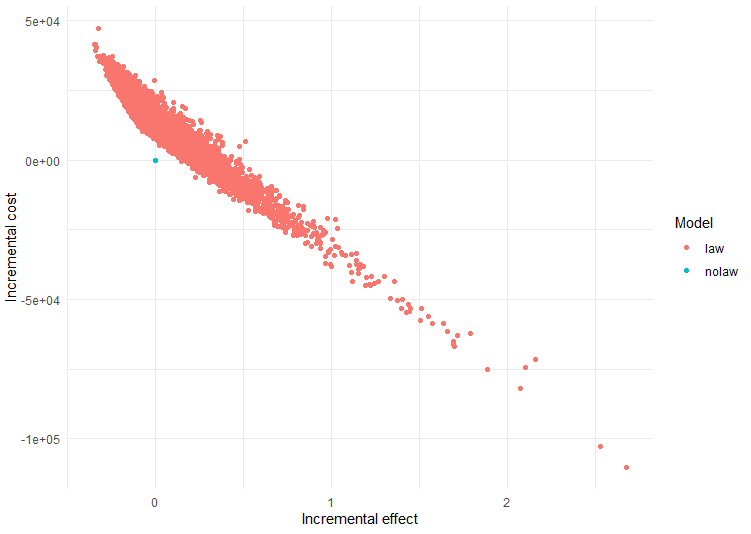 5e+04
0e+00
-5e+04
-1e+05
Incremental cost
0
1
2
Incremental effect
Model
law
nolaw